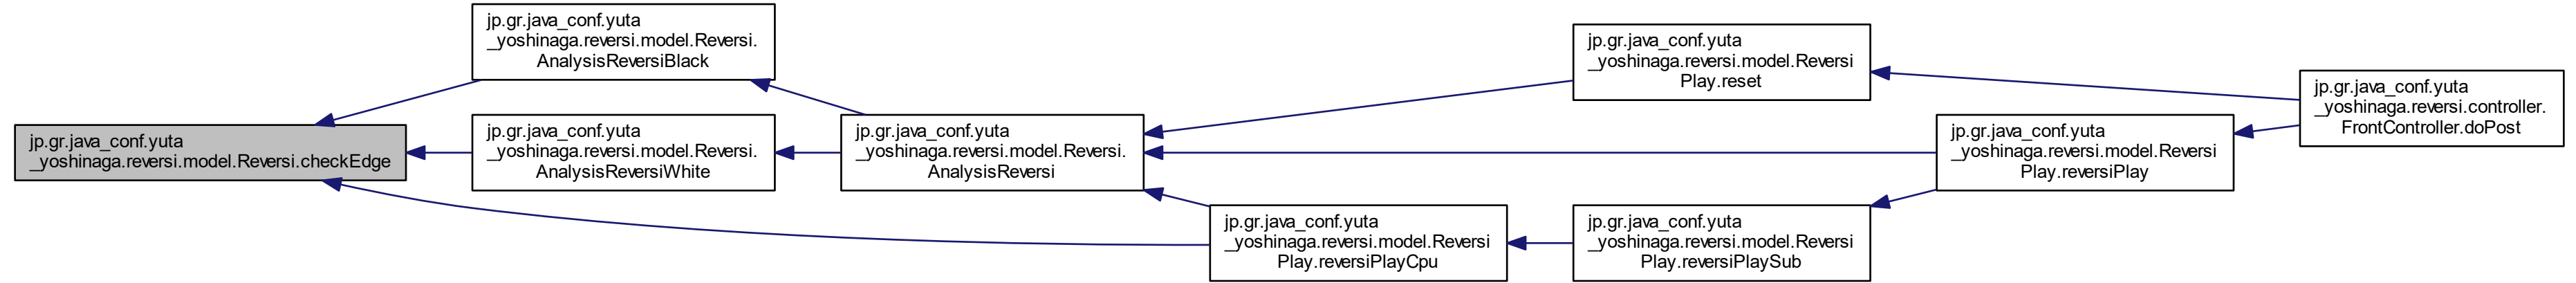 jp.gr.java_conf.yuta
_yoshinaga.reversi.model.Reversi.checkEdge
jp.gr.java_conf.yuta
_yoshinaga.reversi.model.Reversi.
AnalysisReversiBlack
jp.gr.java_conf.yuta
_yoshinaga.reversi.model.Reversi.
AnalysisReversiWhite
jp.gr.java_conf.yuta
_yoshinaga.reversi.model.Reversi.
AnalysisReversi
jp.gr.java_conf.yuta
_yoshinaga.reversi.model.Reversi
Play.reversiPlayCpu
jp.gr.java_conf.yuta
_yoshinaga.reversi.model.Reversi
Play.reset
jp.gr.java_conf.yuta
_yoshinaga.reversi.model.Reversi
Play.reversiPlaySub
jp.gr.java_conf.yuta
_yoshinaga.reversi.model.Reversi
Play.reversiPlay
jp.gr.java_conf.yuta
_yoshinaga.reversi.controller.
FrontController.doPost